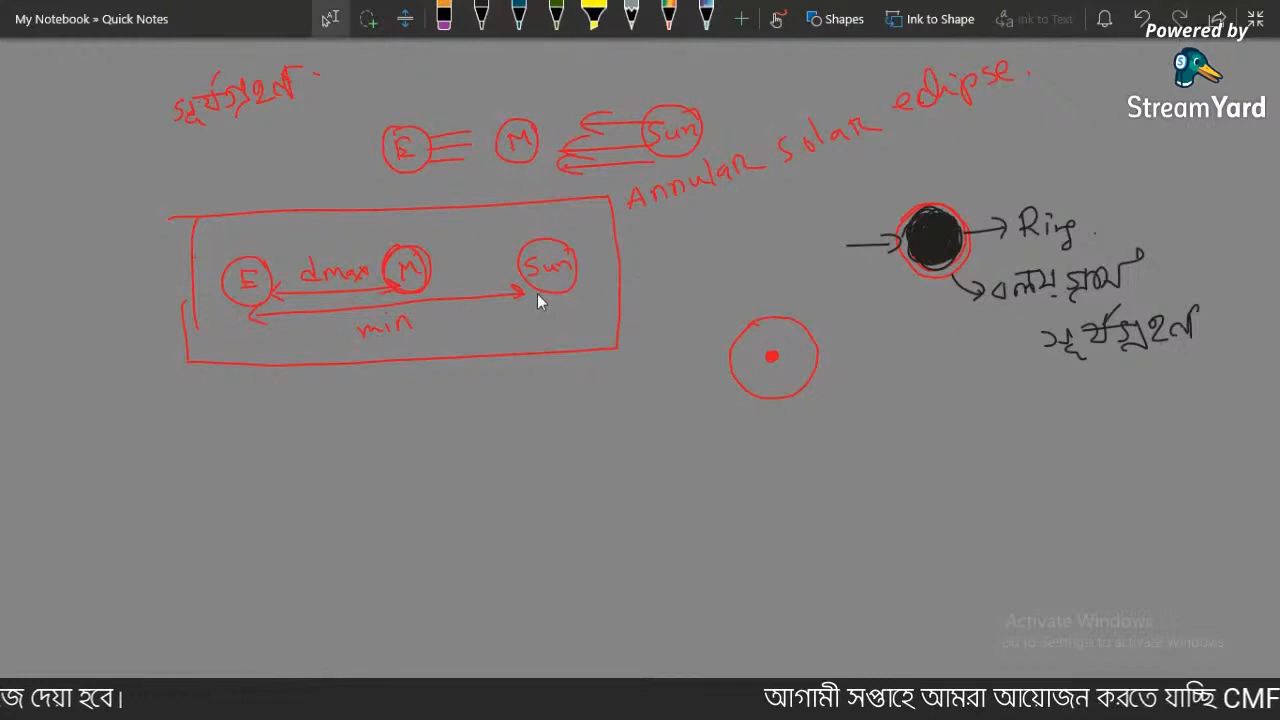 My Notebook » Quick Notes
Shapes
Ink to Shape
Ink to Text
Powered by
StreamYard
সূর্যগ্রহণ
E M Sun
Annular solar eclipse.
E dmax M Sun
min
Ring
বলয়গ্রাস
সূর্যগ্রহণ
Activate Windows
Go to Settings to activate Windows.
জ দেয়া হবে। আগামী সপ্তাহে আমরা আয়োজন করতে যাচ্ছি CMF